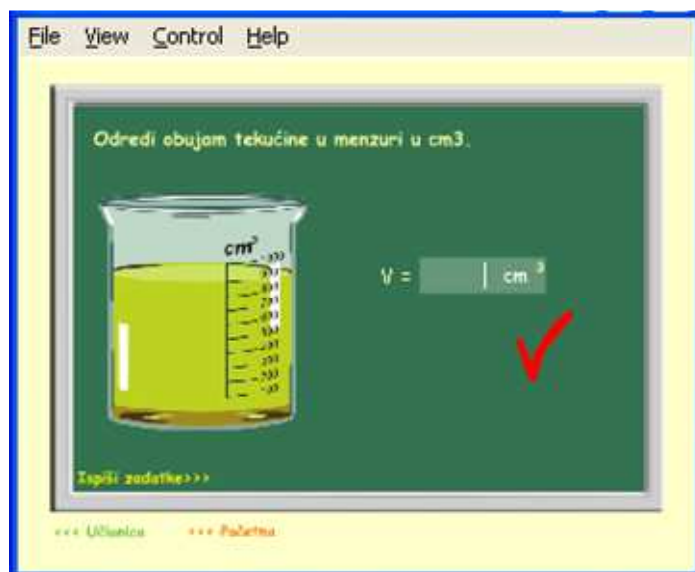 File View Control Help
Odredi obujam tekućine u menzuri u cm3.
cm3
V = cm 3
Ispiši zadatke>>>
<<< Učionica <<< Početna